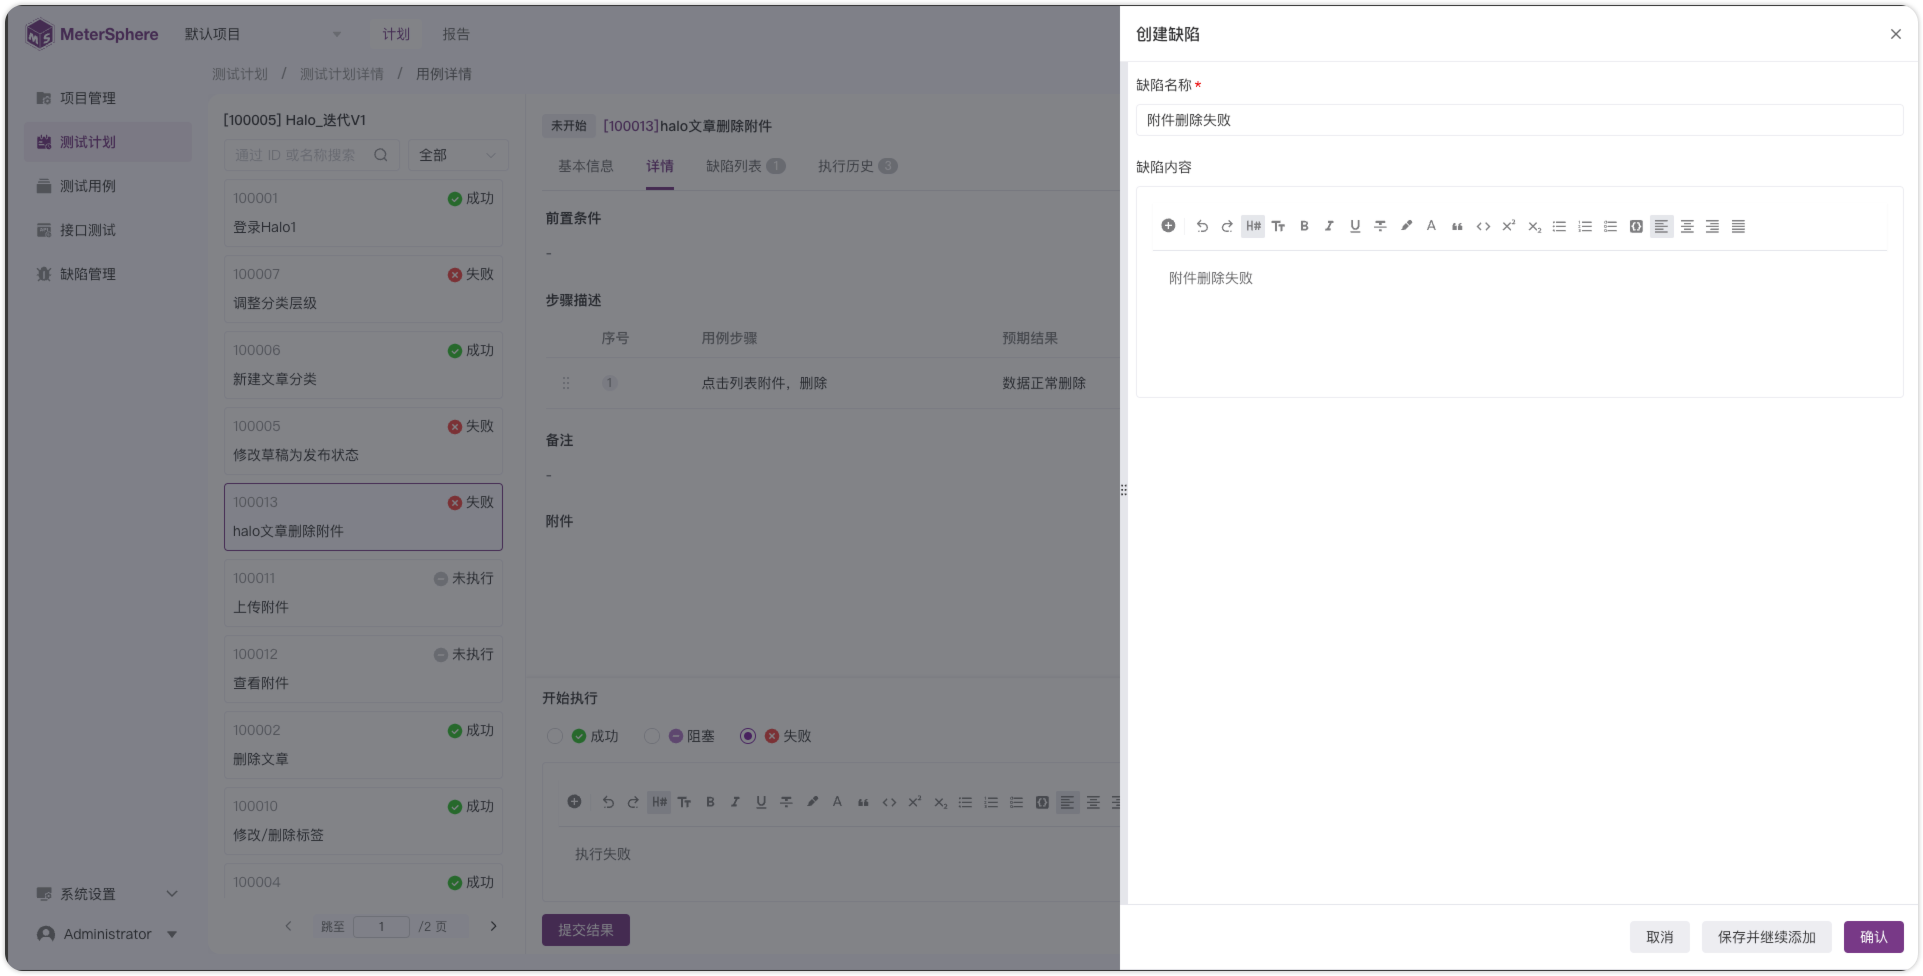 MeterSphere
默认项目
计划
报告
项目管理
测试计划
测试用例
接口测试
缺陷管理
系统设置
Administrator
测试计划 / 测试计划详情 / 用例详情
[100005] Halo_迭代V1
通过 ID 或名称搜索
全部
100001 成功
登录Halo1
100007 失败
调整分类层级
100006 成功
新建文章分类
100005 失败
修改草稿为发布状态
100013 失败
halo文章删除附件
100011 未执行
上传附件
100012 未执行
查看附件
100002 成功
删除文章
100010 成功
修改/删除标签
100004 成功
跳至 1 /2 页
未开始 [100013]halo文章删除附件
基本信息 详情 缺陷列表 1 执行历史 3
前置条件
-
步骤描述
序号 用例步骤 预期结果
1 点击列表附件，删除 数据正常删除
备注
-
附件
开始执行
成功 阻塞 失败
H# Tт B I U A X² X₂
执行失败
提交结果
创建缺陷
缺陷名称*
附件删除失败
缺陷内容
H# Tт B I U A X² X₂
附件删除失败
取消 保存并继续添加 确认